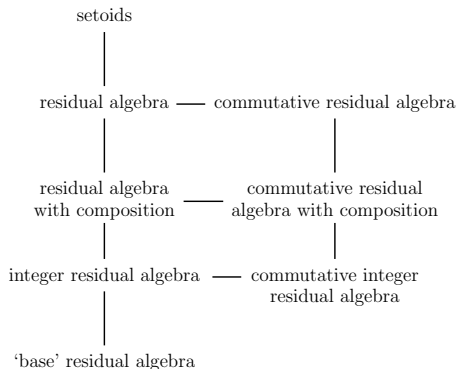 setoids
residual algebra
commutative residual algebra
residual algebra
with composition
commutative residual
algebra with composition
integer residual algebra
commutative integer
residual algebra
‘base’ residual algebra